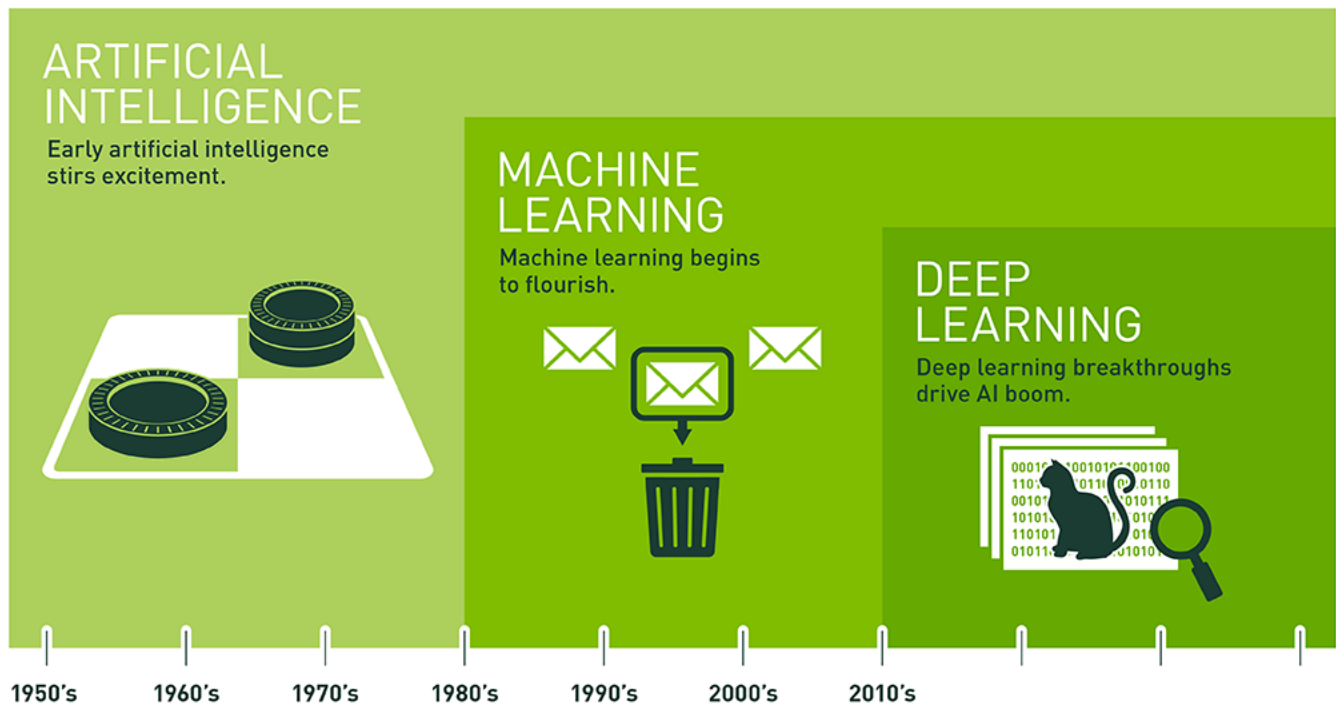 ARTIFICIAL
INTELLIGENCE
Early artificial intelligence
stirs excitement.
MACHINE
LEARNING
Machine learning begins
to flourish.
DEEP
LEARNING
Deep learning breakthroughs
drive AI boom.
1950's
1960's
1970's
1980's
1990's
2000's
2010's